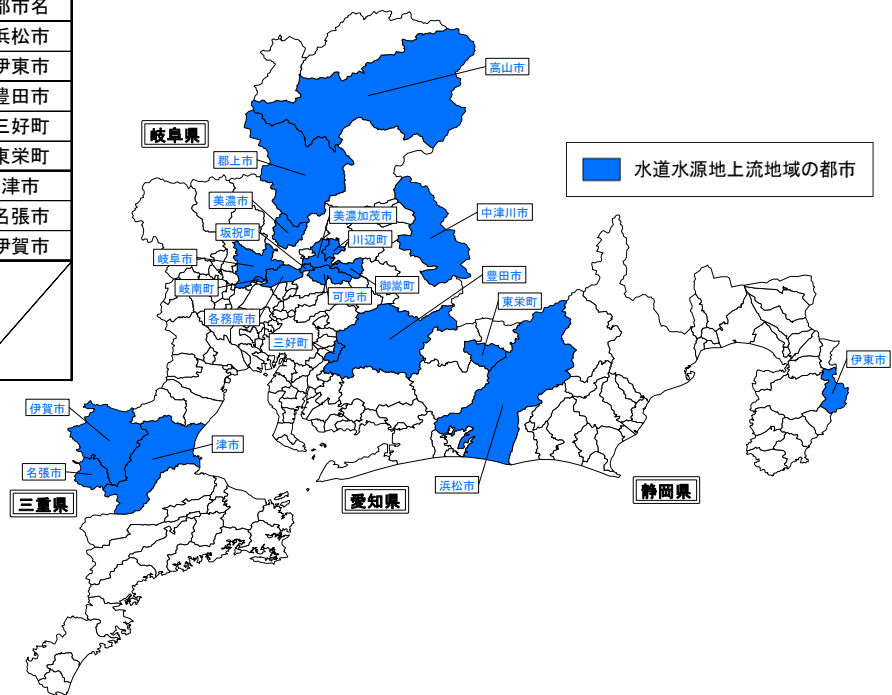 都市名
浜松市
伊東市
豊田市
三好町
東栄町
津市
名張市
伊賀市
高山市
岐阜県
郡上市
水道水源地上流地域の都市
美濃市
美濃加茂市
中津川市
坂祝町
川辺町
岐阜市
豊田市
岐南町
御嵩町
可児市
東栄町
各務原市
三好町
伊東市
伊賀市
津市
名張市
浜松市
三重県
愛知県
静岡県